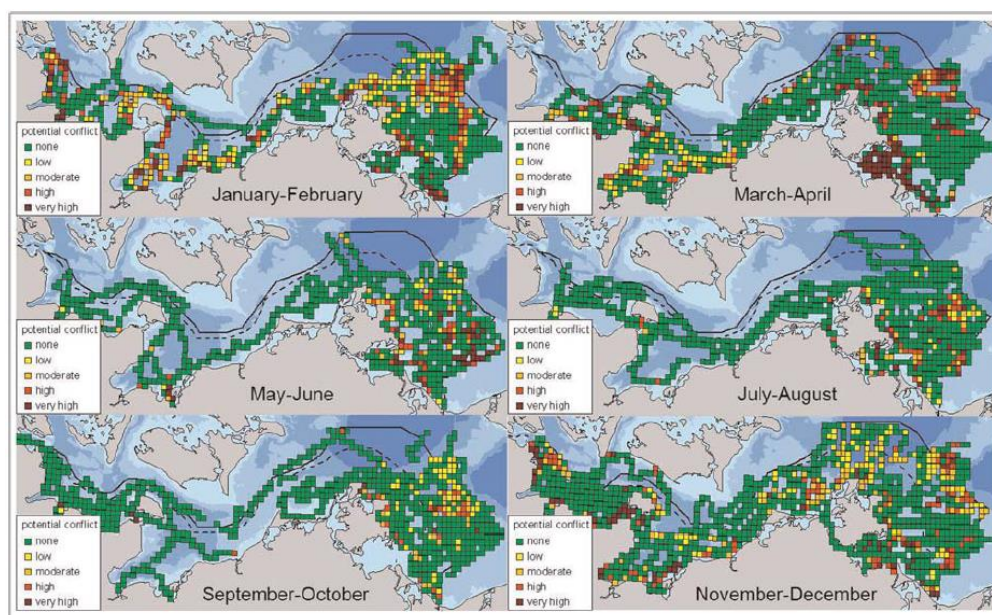 potential conflict
none
low
moderate
high
very high
January-February
potential conflict
none
low
moderate
high
very high
March-April
potential conflict
none
low
moderate
high
very high
May-June
potential conflict
none
low
moderate
high
very high
July-August
potential conflict
none
low
moderate
high
very high
September-October
potential conflict
none
low
moderate
high
very high
November-December